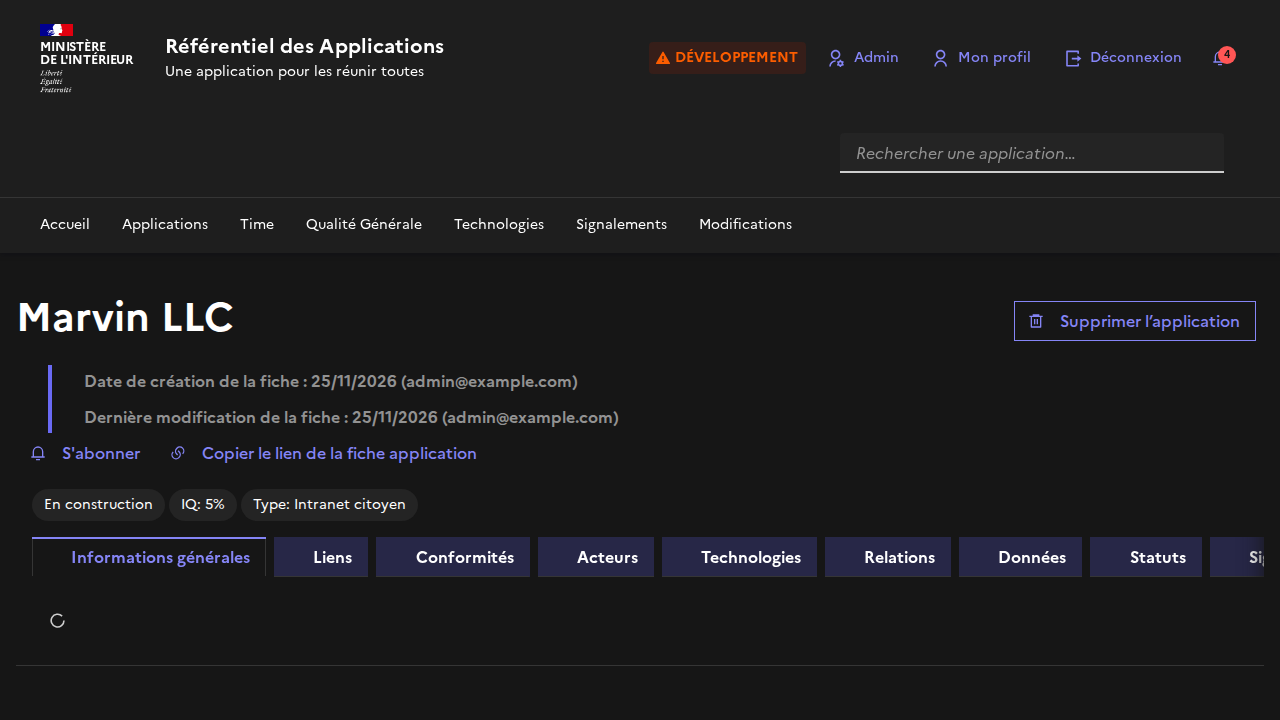 MINISTÈRE
DE L'INTÉRIEUR
Liberté
Égalité
Fraternité
Référentiel des Applications
Une application pour les réunir toutes
DÉVELOPPEMENT
Admin
Mon profil
Déconnexion
4
Rechercher une application…
Accueil
Applications
Time
Qualité Générale
Technologies
Signalements
Modifications
Marvin LLC
Supprimer l’application
Date de création de la fiche : 25/11/2026 (admin@example.com)
Dernière modification de la fiche : 25/11/2026 (admin@example.com)
S'abonner
Copier le lien de la fiche application
En construction
IQ: 5%
Type: Intranet citoyen
Informations générales
Liens
Conformités
Acteurs
Technologies
Relations
Données
Statuts